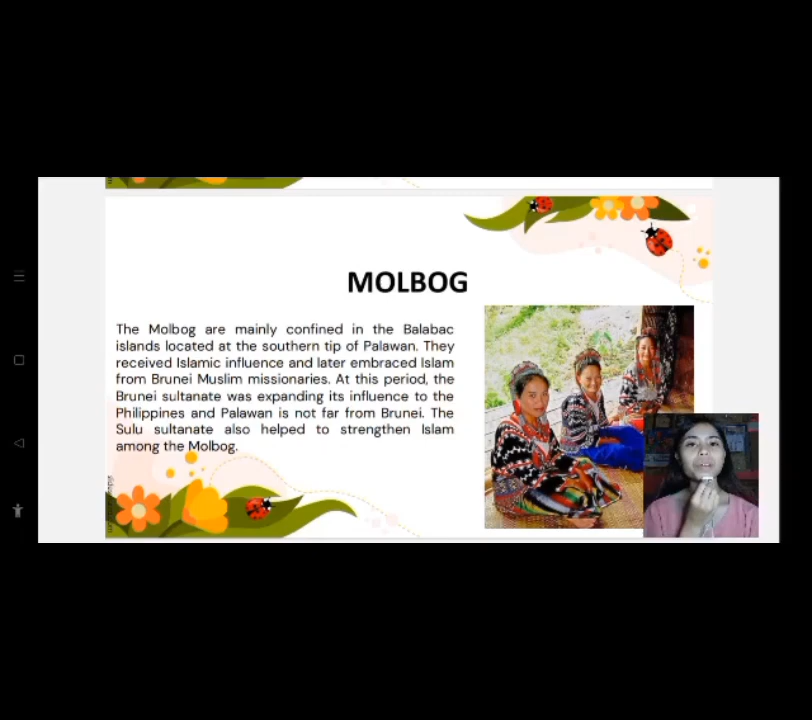 MOLBOG
The Molbog are mainly confined in the Balabac
islands located at the southern tip of Palawan. They
received Islamic influence and later embraced Islam
from Brunei Muslim missionaries. At this period, the
Brunei sultanate was expanding its influence to the
Philippines and Palawan is not far from Brunei. The
Sulu sultanate also helped to strengthen Islam
among the Molbog.